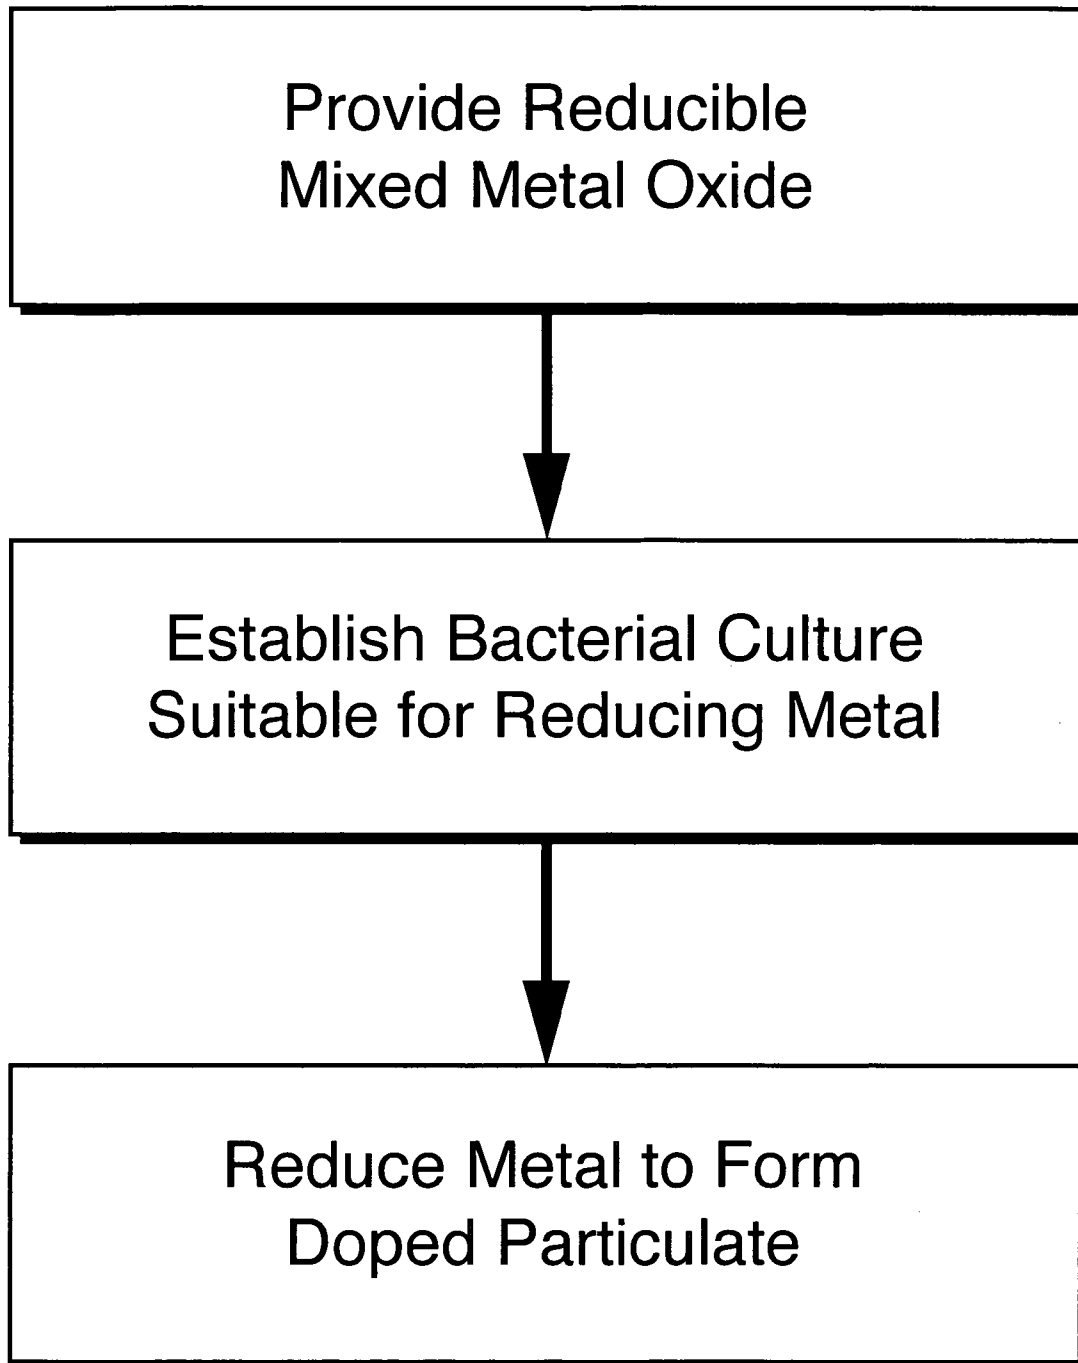 Provide Reducible
Mixed Metal Oxide
Establish Bacterial Culture
Suitable for Reducing Metal
Reduce Metal to Form
Doped Particulate